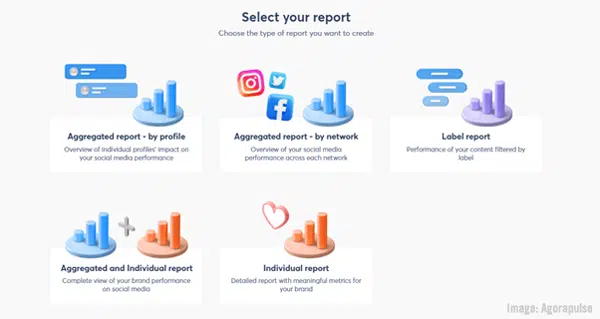 Select your report
Choose the type of report you want to create
Aggregated report - by profile
Overview of individual profiles' impact on
your social media performance
Aggregated report - by network
Overview of your social media
performance across each network
Label report
Performance of your content filtered by
label
Aggregated and Individual report
Complete view of your brand performance
on social media
Individual report
Detailed report with meaningful metrics for
your brand
Image: Agorapulse